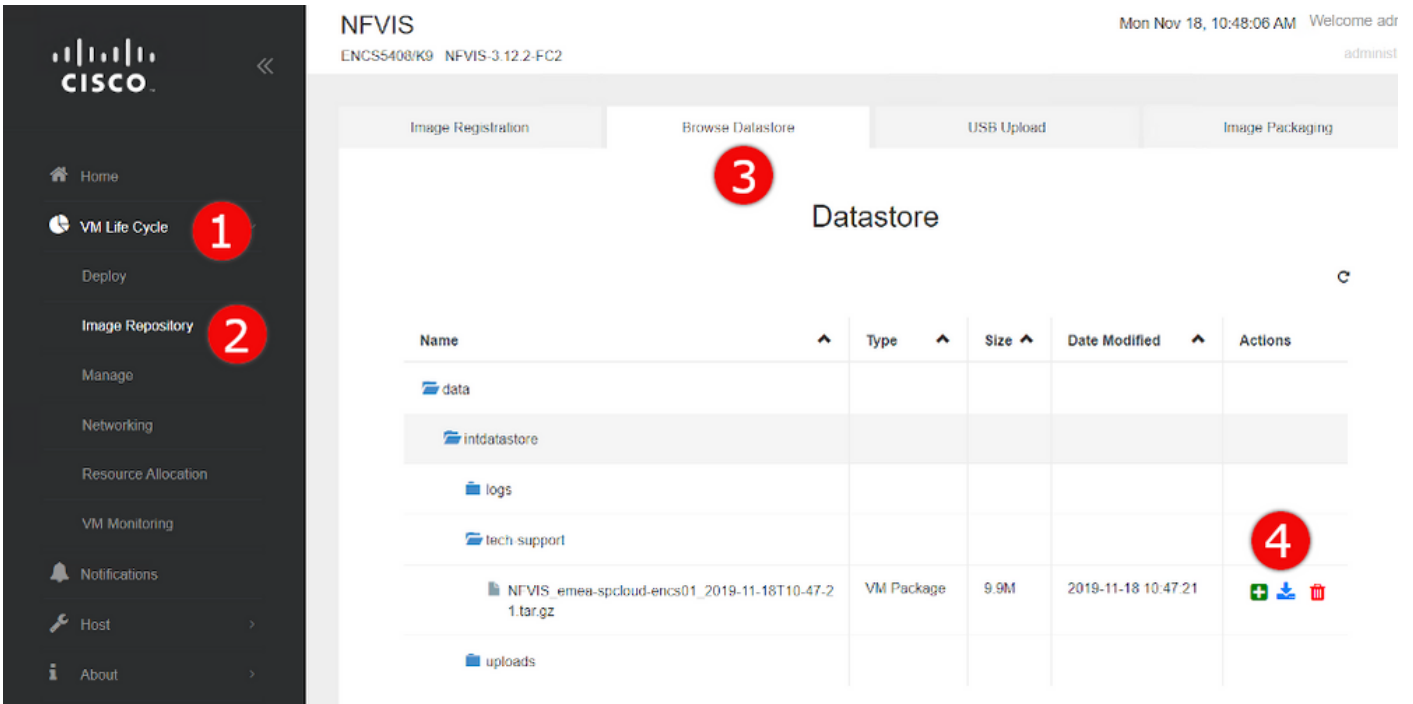 CISCO
NFVIS
ENCS5408/K9 NFVIS-3.12.2-FC2
Mon Nov 18, 10:48:06 AM Welcome adr
administ
Home
VM Life Cycle
1
Deploy
Image Repository
2
Manage
Networking
Resource Allocation
VM Monitoring
Notifications
Host
About
Image Registration
Browse Datastore
USB Upload
Image Packaging
3
Datastore
Name
Type
Size
Date Modified
Actions
data
intdatastore
logs
tech-support
4
NFVIS_emea-spcloud-encs01_2019-11-18T10-47-2
1.tar.gz
VM Package
9.9M
2019-11-18 10:47:21
uploads